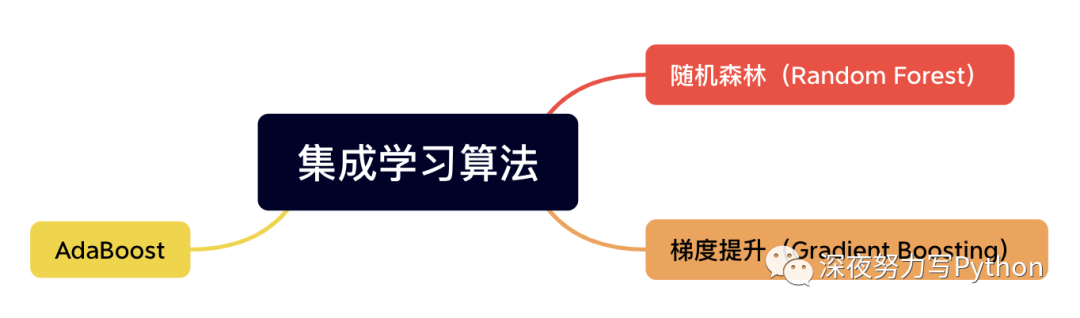 随机森林（Random Forest）
集成学习算法
AdaBoost
梯度提升（Gradient Boosting）
深夜努力写Python